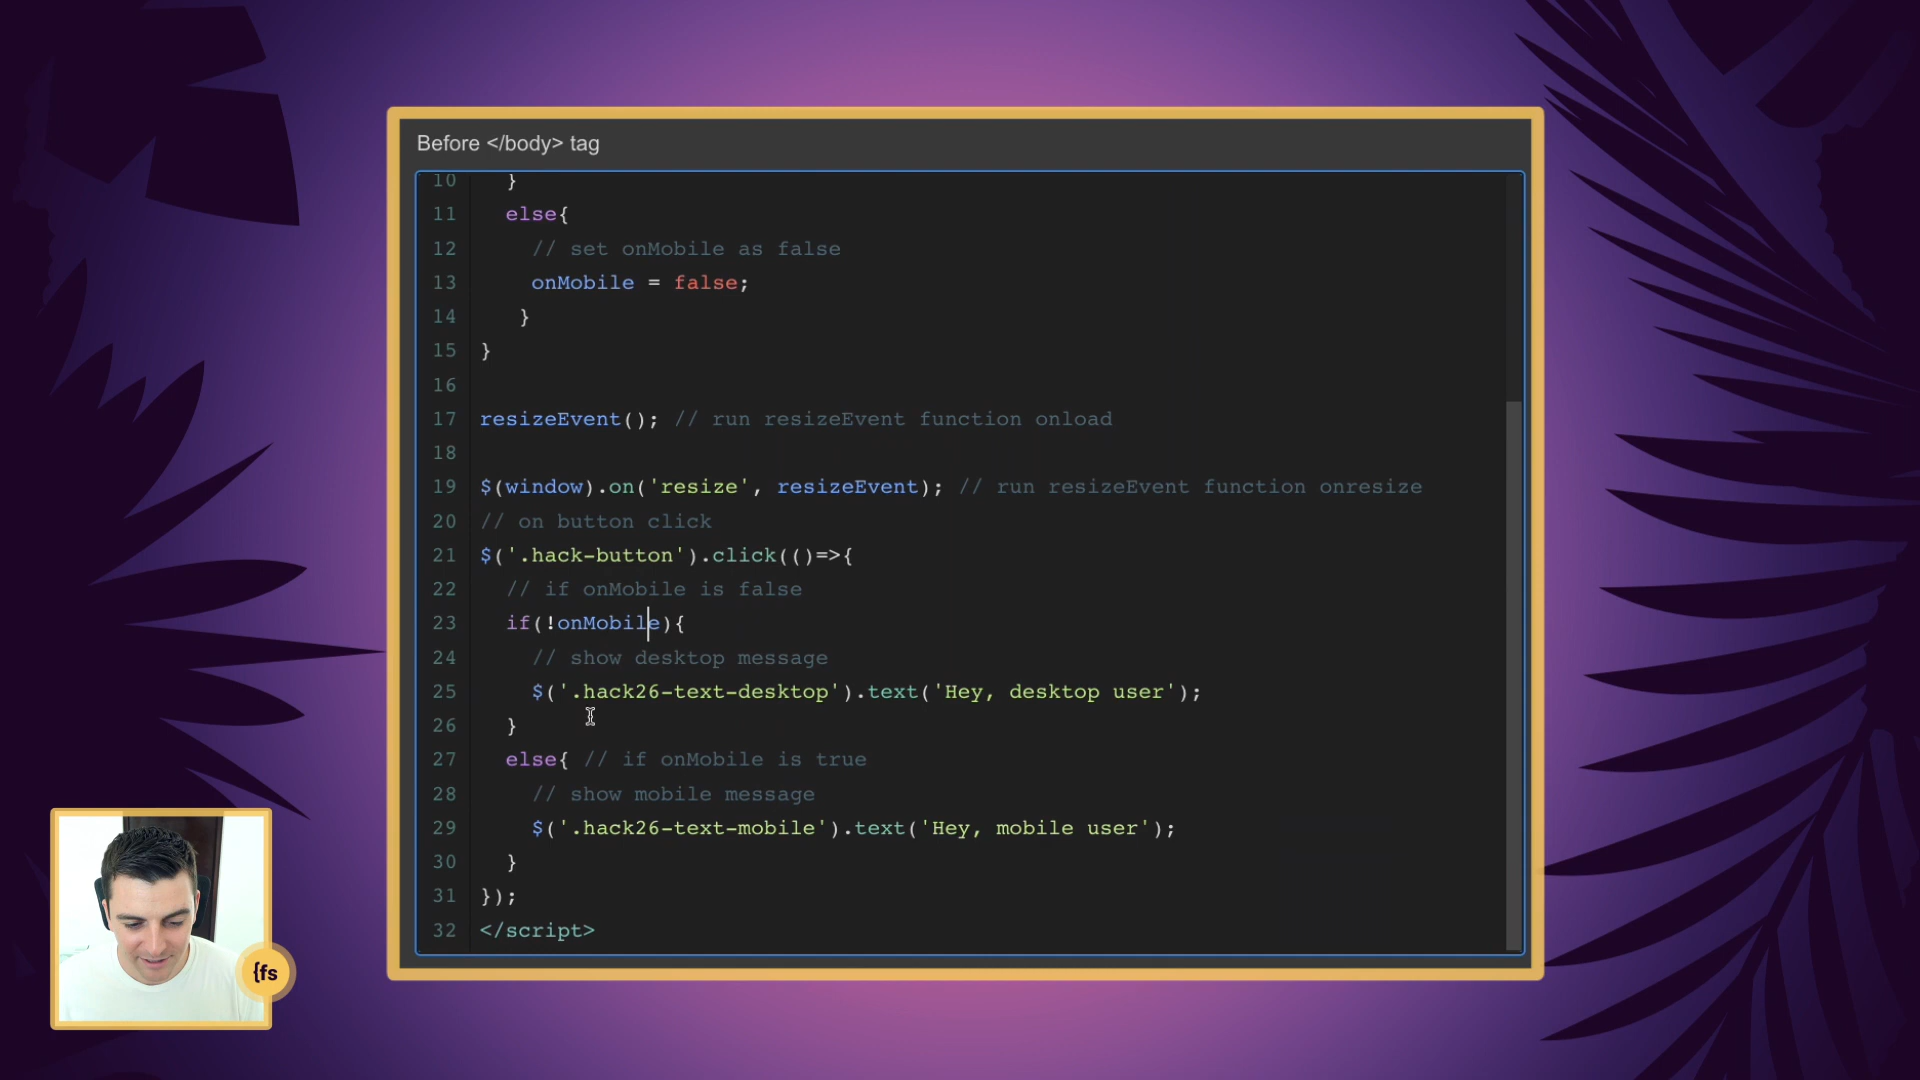 Before </body> tag
10 }
11 else{
12 // set onMobile as false
13 onMobile = false;
14 }
15 }
16
17 resizeEvent(); // run resizeEvent function onload
18
19 $(window).on('resize', resizeEvent); // run resizeEvent function onresize
20 // on button click
21 $('.hack-button').click(()=>{
22 // if onMobile is false
23 if(!onMobile){
24 // show desktop message
25 $('.hack26-text-desktop').text('Hey, desktop user');
26 }
27 else{ // if onMobile is true
28 // show mobile message
29 $('.hack26-text-mobile').text('Hey, mobile user');
30 }
31 });
32 </script>
{fs